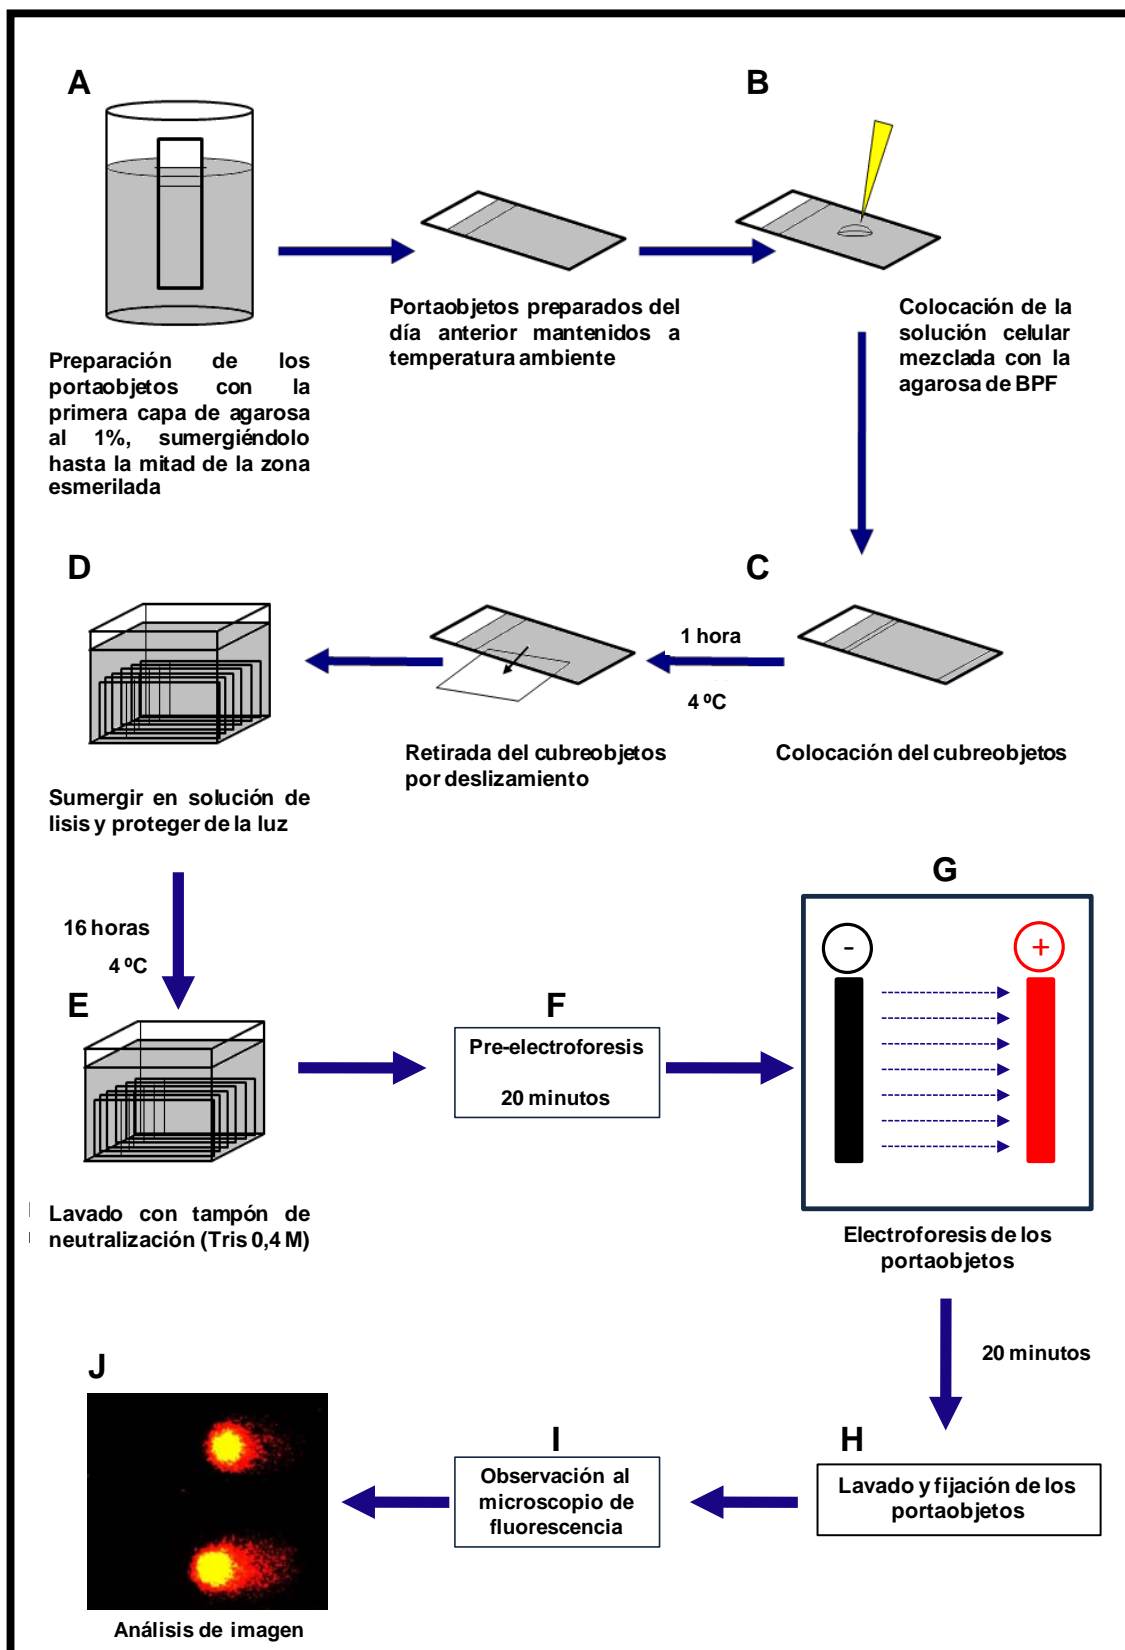 A
Preparación de los
portaobjetos con la
primera capa de agarosa
al 1%, sumergiéndolo
hasta la mitad de la zona
esmerilada
Portaobjetos preparados del
día anterior mantenidos a
temperatura ambiente
B
Colocación de la
solución celular
mezclada con la
agarosa de BPF
C
Colocación del cubreobjetos
1 hora
4 ºC
Retirada del cubreobjetos
por deslizamiento
D
Sumergir en solución de
lisis y proteger de la luz
16 horas
4 ºC
E
Lavado con tampón de
neutralización (Tris 0,4 M)
F
Pre-electroforesis
20 minutos
G
- +
Electroforesis de los
portaobjetos
20 minutos
H
Lavado y fijación de los
portaobjetos
I
Observación al
microscopio de
fluorescencia
J
Análisis de imagen